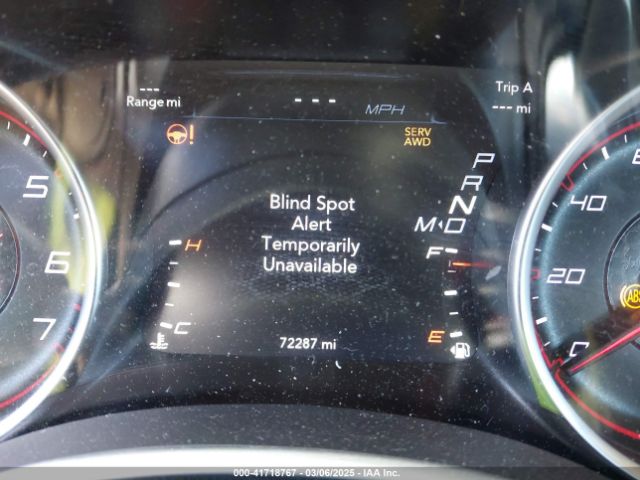 ---
Range mi
---
MPH
Trip A
--- mi
!
SERV
AWD
P
R
N
M◂D
Blind Spot
Alert
Temporarily
Unavailable
H
C
F
E
72287 mi
5
6
7
40
20
ABS
000-41718767 - 03/06/2025 - IAA Inc.